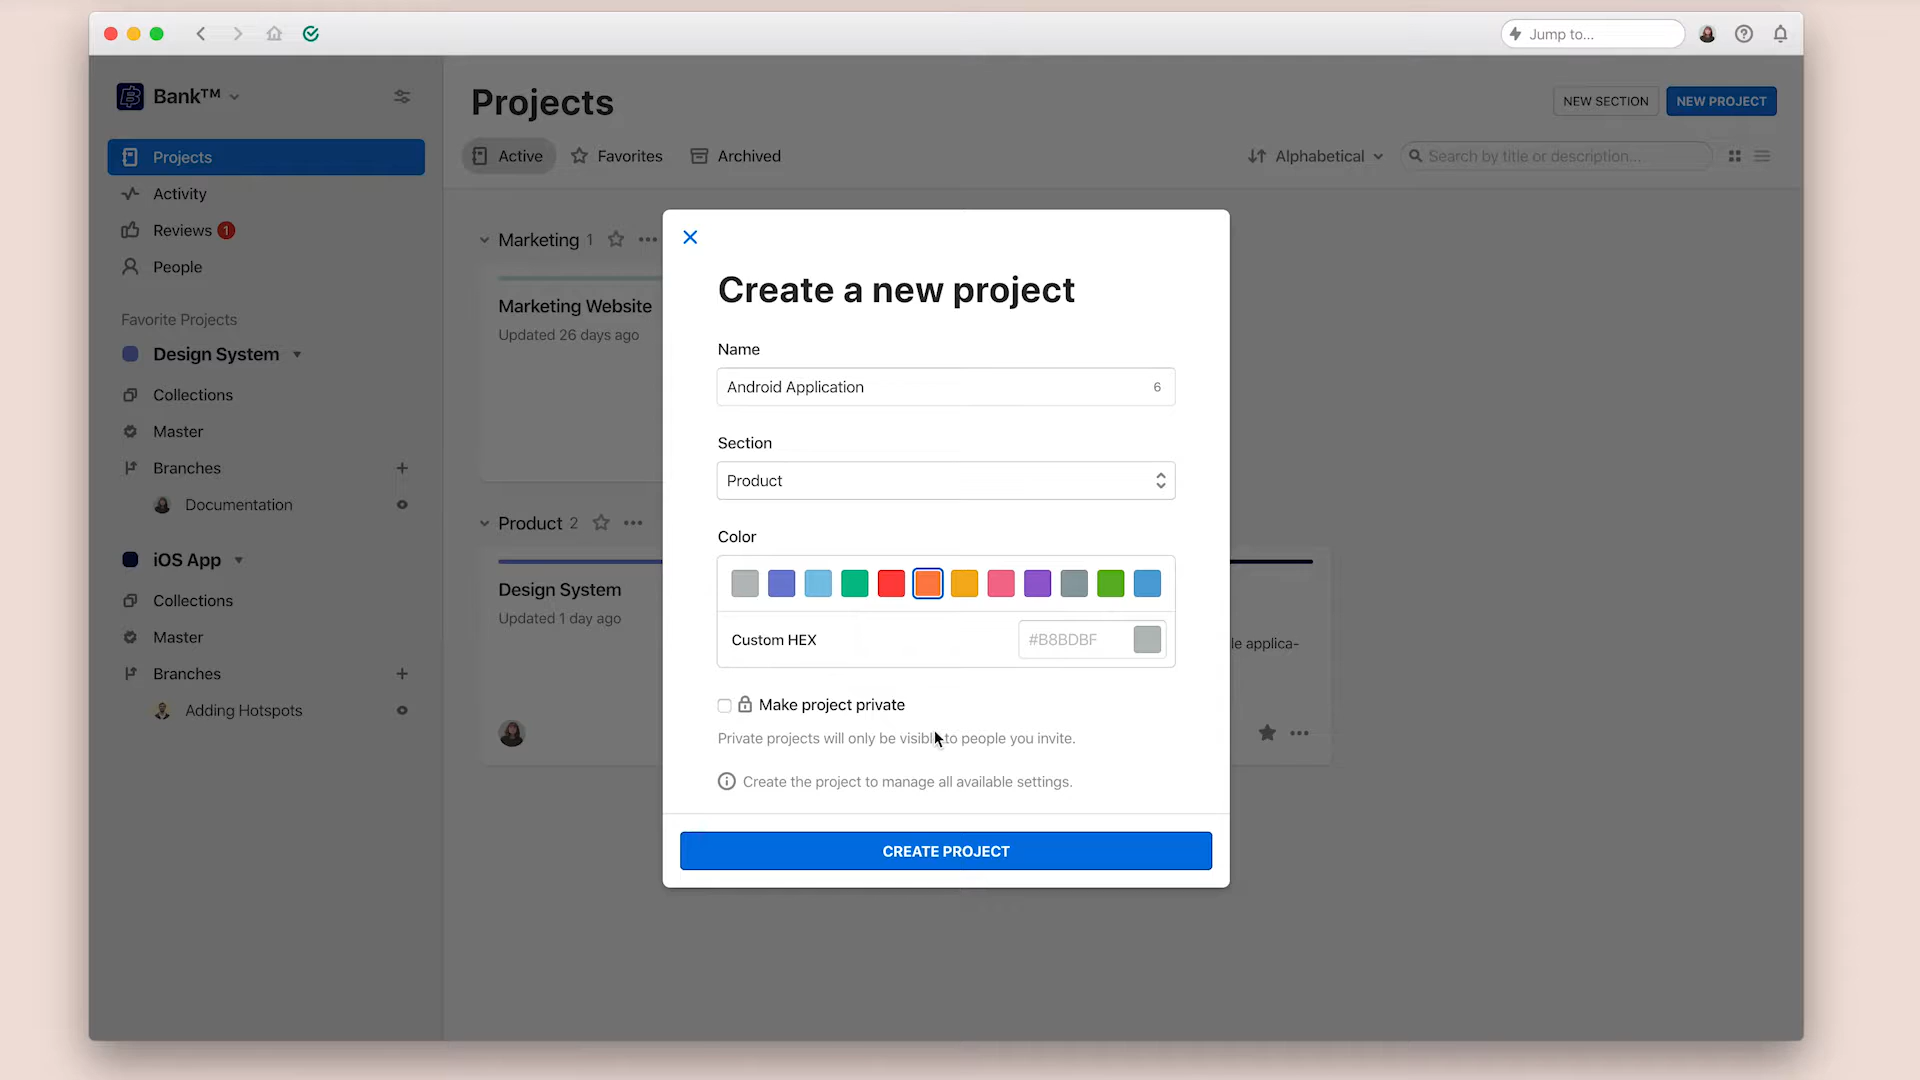 Jump to...
Bank™
Projects
Activity
Reviews 1
People
Favorite Projects
Design System
Collections
Master
Branches
Documentation
iOS App
Collections
Master
Branches
Adding Hotspots
Projects
NEW SECTION
NEW PROJECT
Active
Favorites
Archived
Alphabetical
Search by title or description...
Marketing 1
Marketing Website
Updated 26 days ago
Product 2
Design System
Updated 1 day ago
le applica-
Create a new project
Name
Android Application 6
Section
Product
Color
Custom HEX
#B8BDBF
Make project private
Private projects will only be visible to people you invite.
Create the project to manage all available settings.
CREATE PROJECT